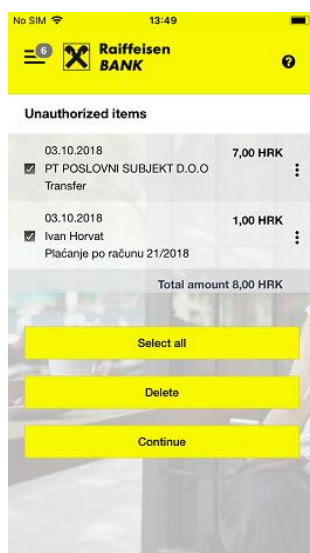 No SIM 13:49
6 Raiffeisen
BANK
?
Unauthorized items
03.10.2018 7,00 HRK
PT POSLOVNI SUBJEKT D.O.O
Transfer
03.10.2018 1,00 HRK
Ivan Horvat
Plaćanje po računu 21/2018
Total amount 8,00 HRK
Select all
Delete
Continue